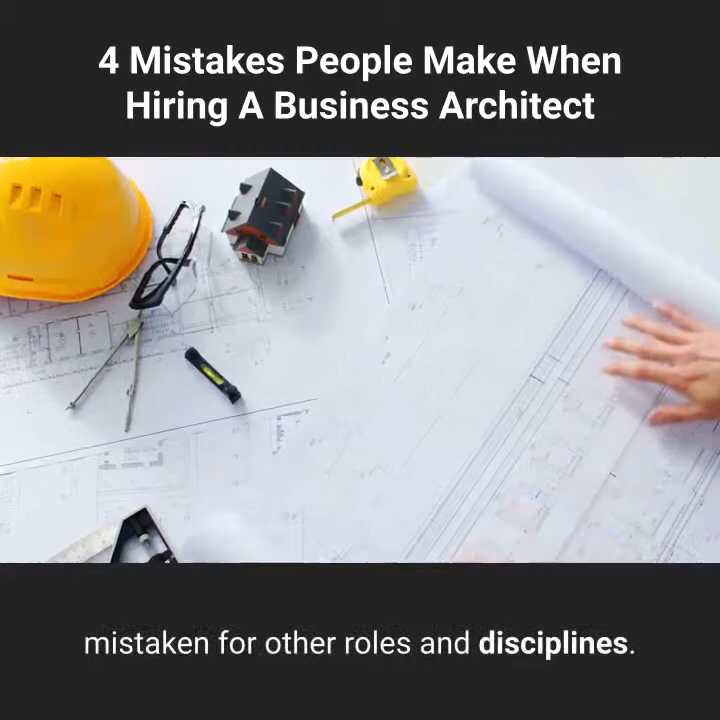 4 Mistakes People Make When
Hiring A Business Architect
mistaken for other roles and disciplines.